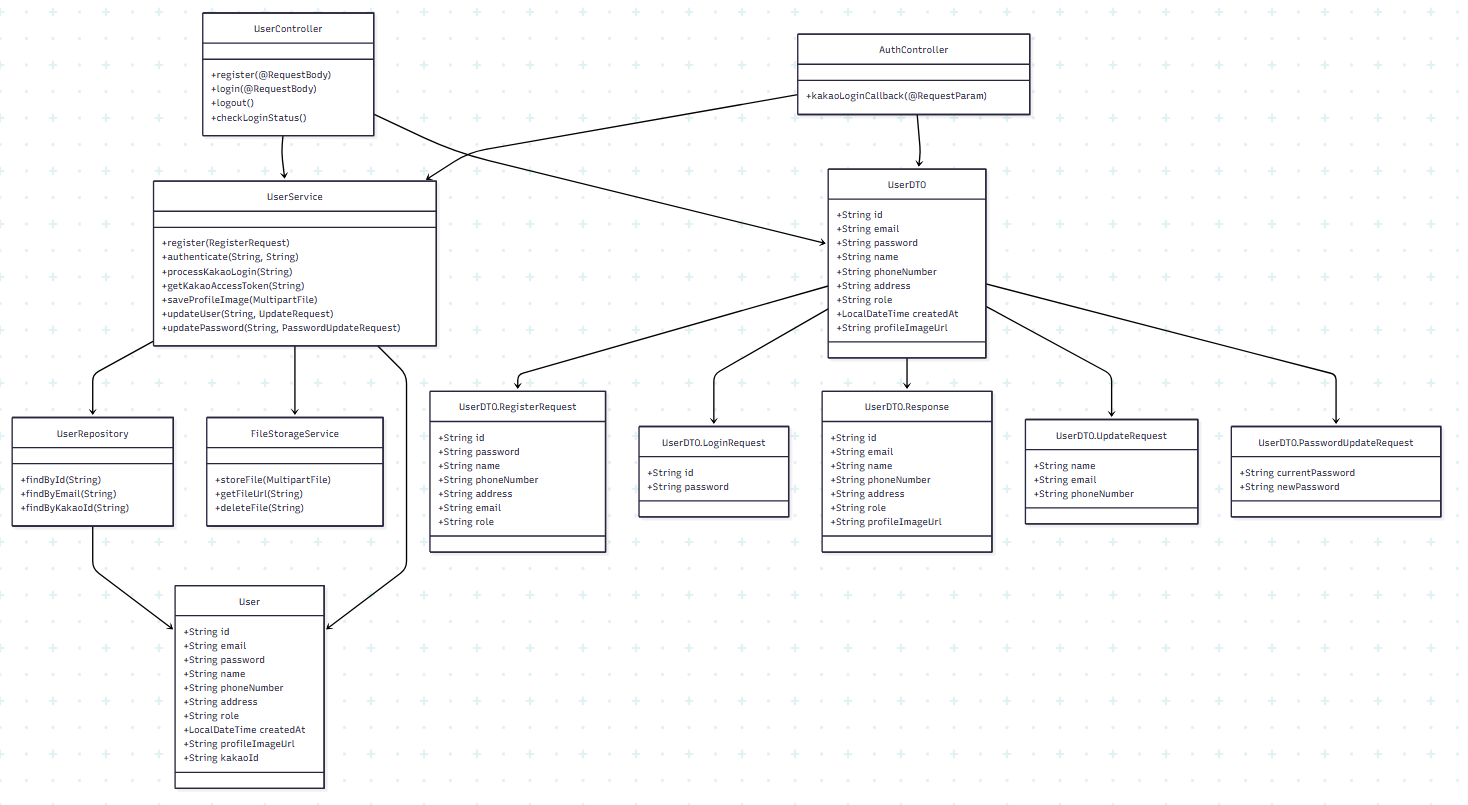 UserController
+register(@RequestBody)
+login(@RequestBody)
+logout()
+checkLoginStatus()
AuthController
+kakaoLoginCallback(@RequestParam)
UserService
+register(RegisterRequest)
+authenticate(String, String)
+processKakaoLogin(String)
+getKakaoAccessToken(String)
+saveProfileImage(MultipartFile)
+updateUser(String, UpdateRequest)
+updatePassword(String, PasswordUpdateRequest)
UserDTO
+String id
+String email
+String password
+String name
+String phoneNumber
+String address
+String role
+LocalDateTime createdAt
+String profileImageUrl
UserRepository
+findById(String)
+findByEmail(String)
+findByKakaoId(String)
FileStorageService
+storeFile(MultipartFile)
+getFileUrl(String)
+deleteFile(String)
UserDTO.RegisterRequest
+String id
+String password
+String name
+String phoneNumber
+String address
+String email
+String role
UserDTO.LoginRequest
+String id
+String password
UserDTO.Response
+String id
+String email
+String name
+String phoneNumber
+String address
+String role
+String profileImageUrl
UserDTO.UpdateRequest
+String name
+String email
+String phoneNumber
UserDTO.PasswordUpdateRequest
+String currentPassword
+String newPassword
User
+String id
+String email
+String password
+String name
+String phoneNumber
+String address
+String role
+LocalDateTime createdAt
+String profileImageUrl
+String kakaoId